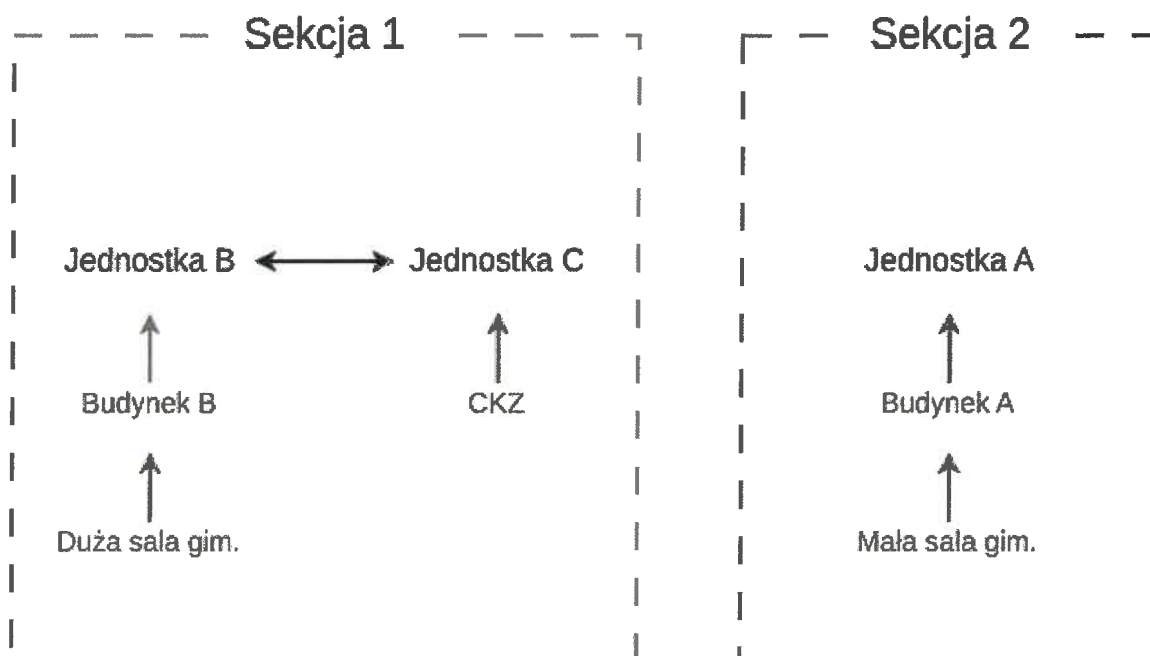 Sekcja 1
Sekcja 2
Jednostka B
Jednostka C
Jednostka A
Budynek B
CKZ
Budynek A
Duża sala gim.
Mała sala gim.